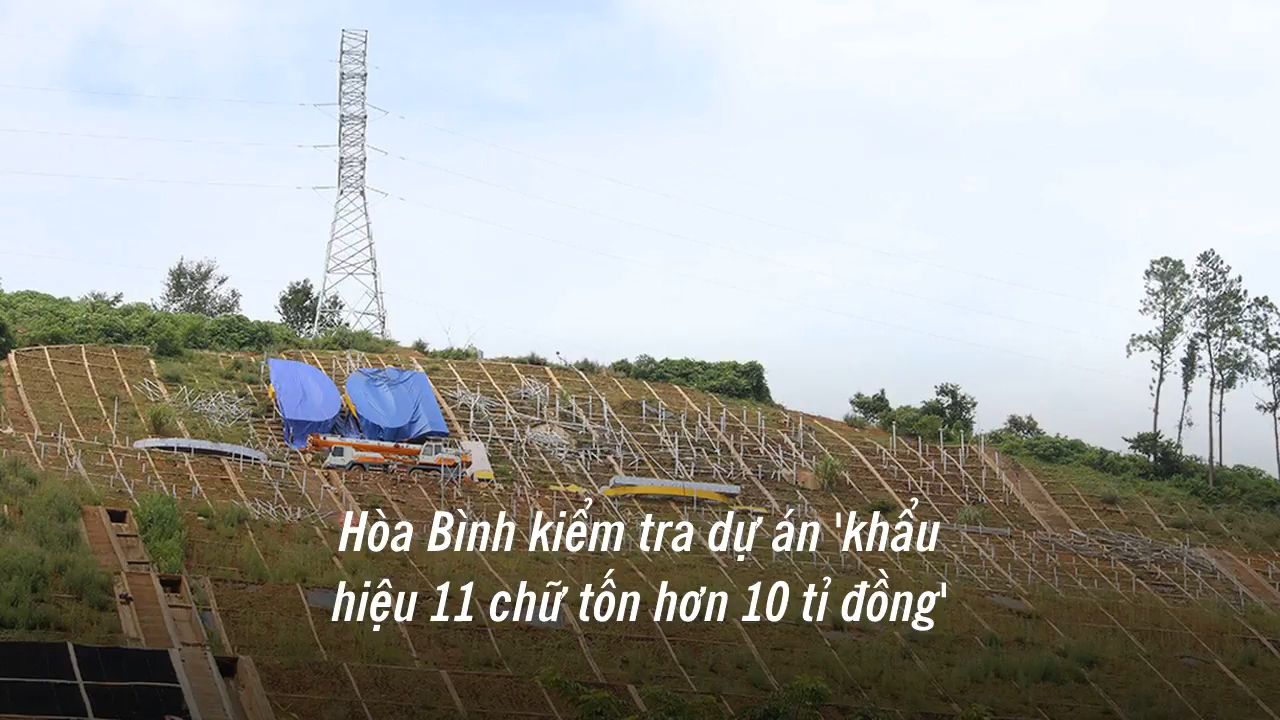 Hòa Bình kiểm tra dự án 'khẩu
hiệu 11 chữ tốn hơn 10 tỉ đồng'